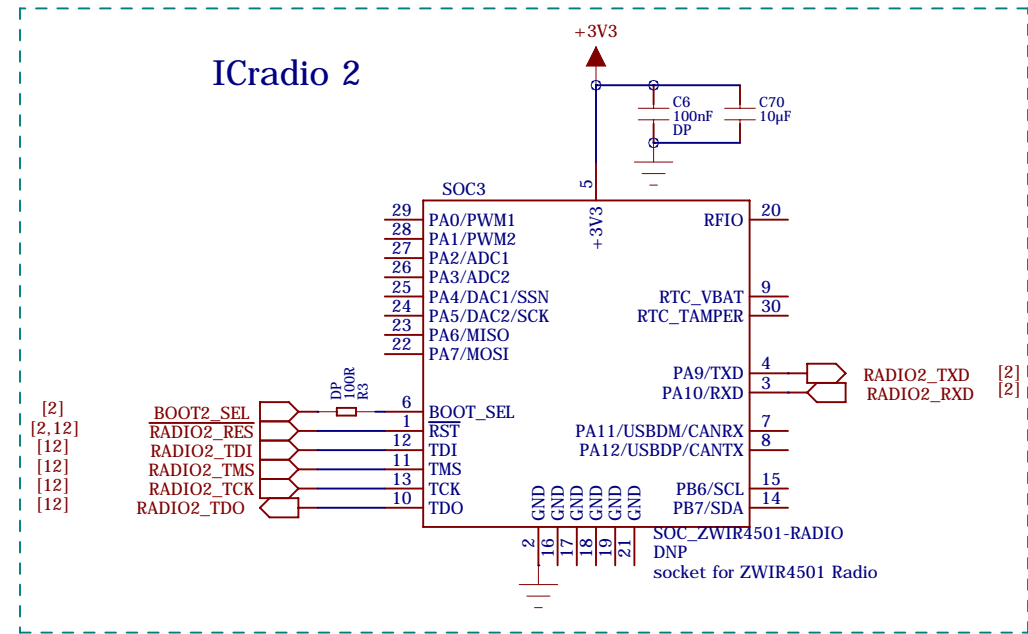 +3V3
ICradio 2
C6
100nF
DP
C70
10µF
5
SOC3
+3V3
29 PA0/PWM1
28 PA1/PWM2
27 PA2/ADC1
26 PA3/ADC2
25 PA4/DAC1/SSN
24 PA5/DAC2/SCK
23 PA6/MISO
22 PA7/MOSI
RFIO 20
RTC_VBAT 9
RTC_TAMPER 30
PA9/TXD 4 RADIO2_TXD [2]
PA10/RXD 3 RADIO2_RXD [2]
DP
100R
R3
[2] BOOT2_SEL 6 BOOT_SEL
[2,12] RADIO2_RES 1 RST
[12] RADIO2_TDI 12 TDI
[12] RADIO2_TMS 11 TMS
[12] RADIO2_TCK 13 TCK
[12] RADIO2_TDO 10 TDO
PA11/USBDM/CANRX 7
PA12/USBDP/CANTX 8
PB6/SCL 15
PB7/SDA 14
GND GND GND GND GND GND
2 16 17 18 19 21
SOC_ZWIR4501-RADIO
DNP
socket for ZWIR4501 Radio